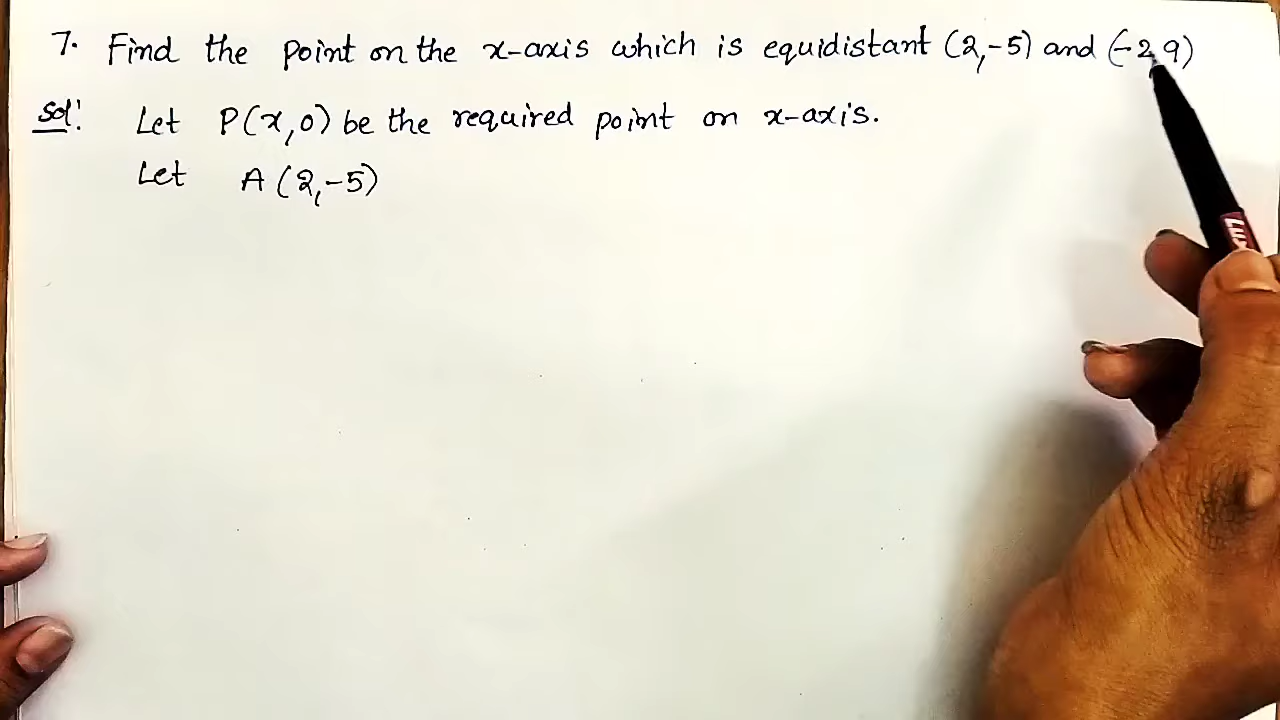 7. Find the point on the x-axis which is equidistant (2,-5) and (-2,9)
Sol! Let P(x,0) be the required point on x-axis.
Let A(2,-5)